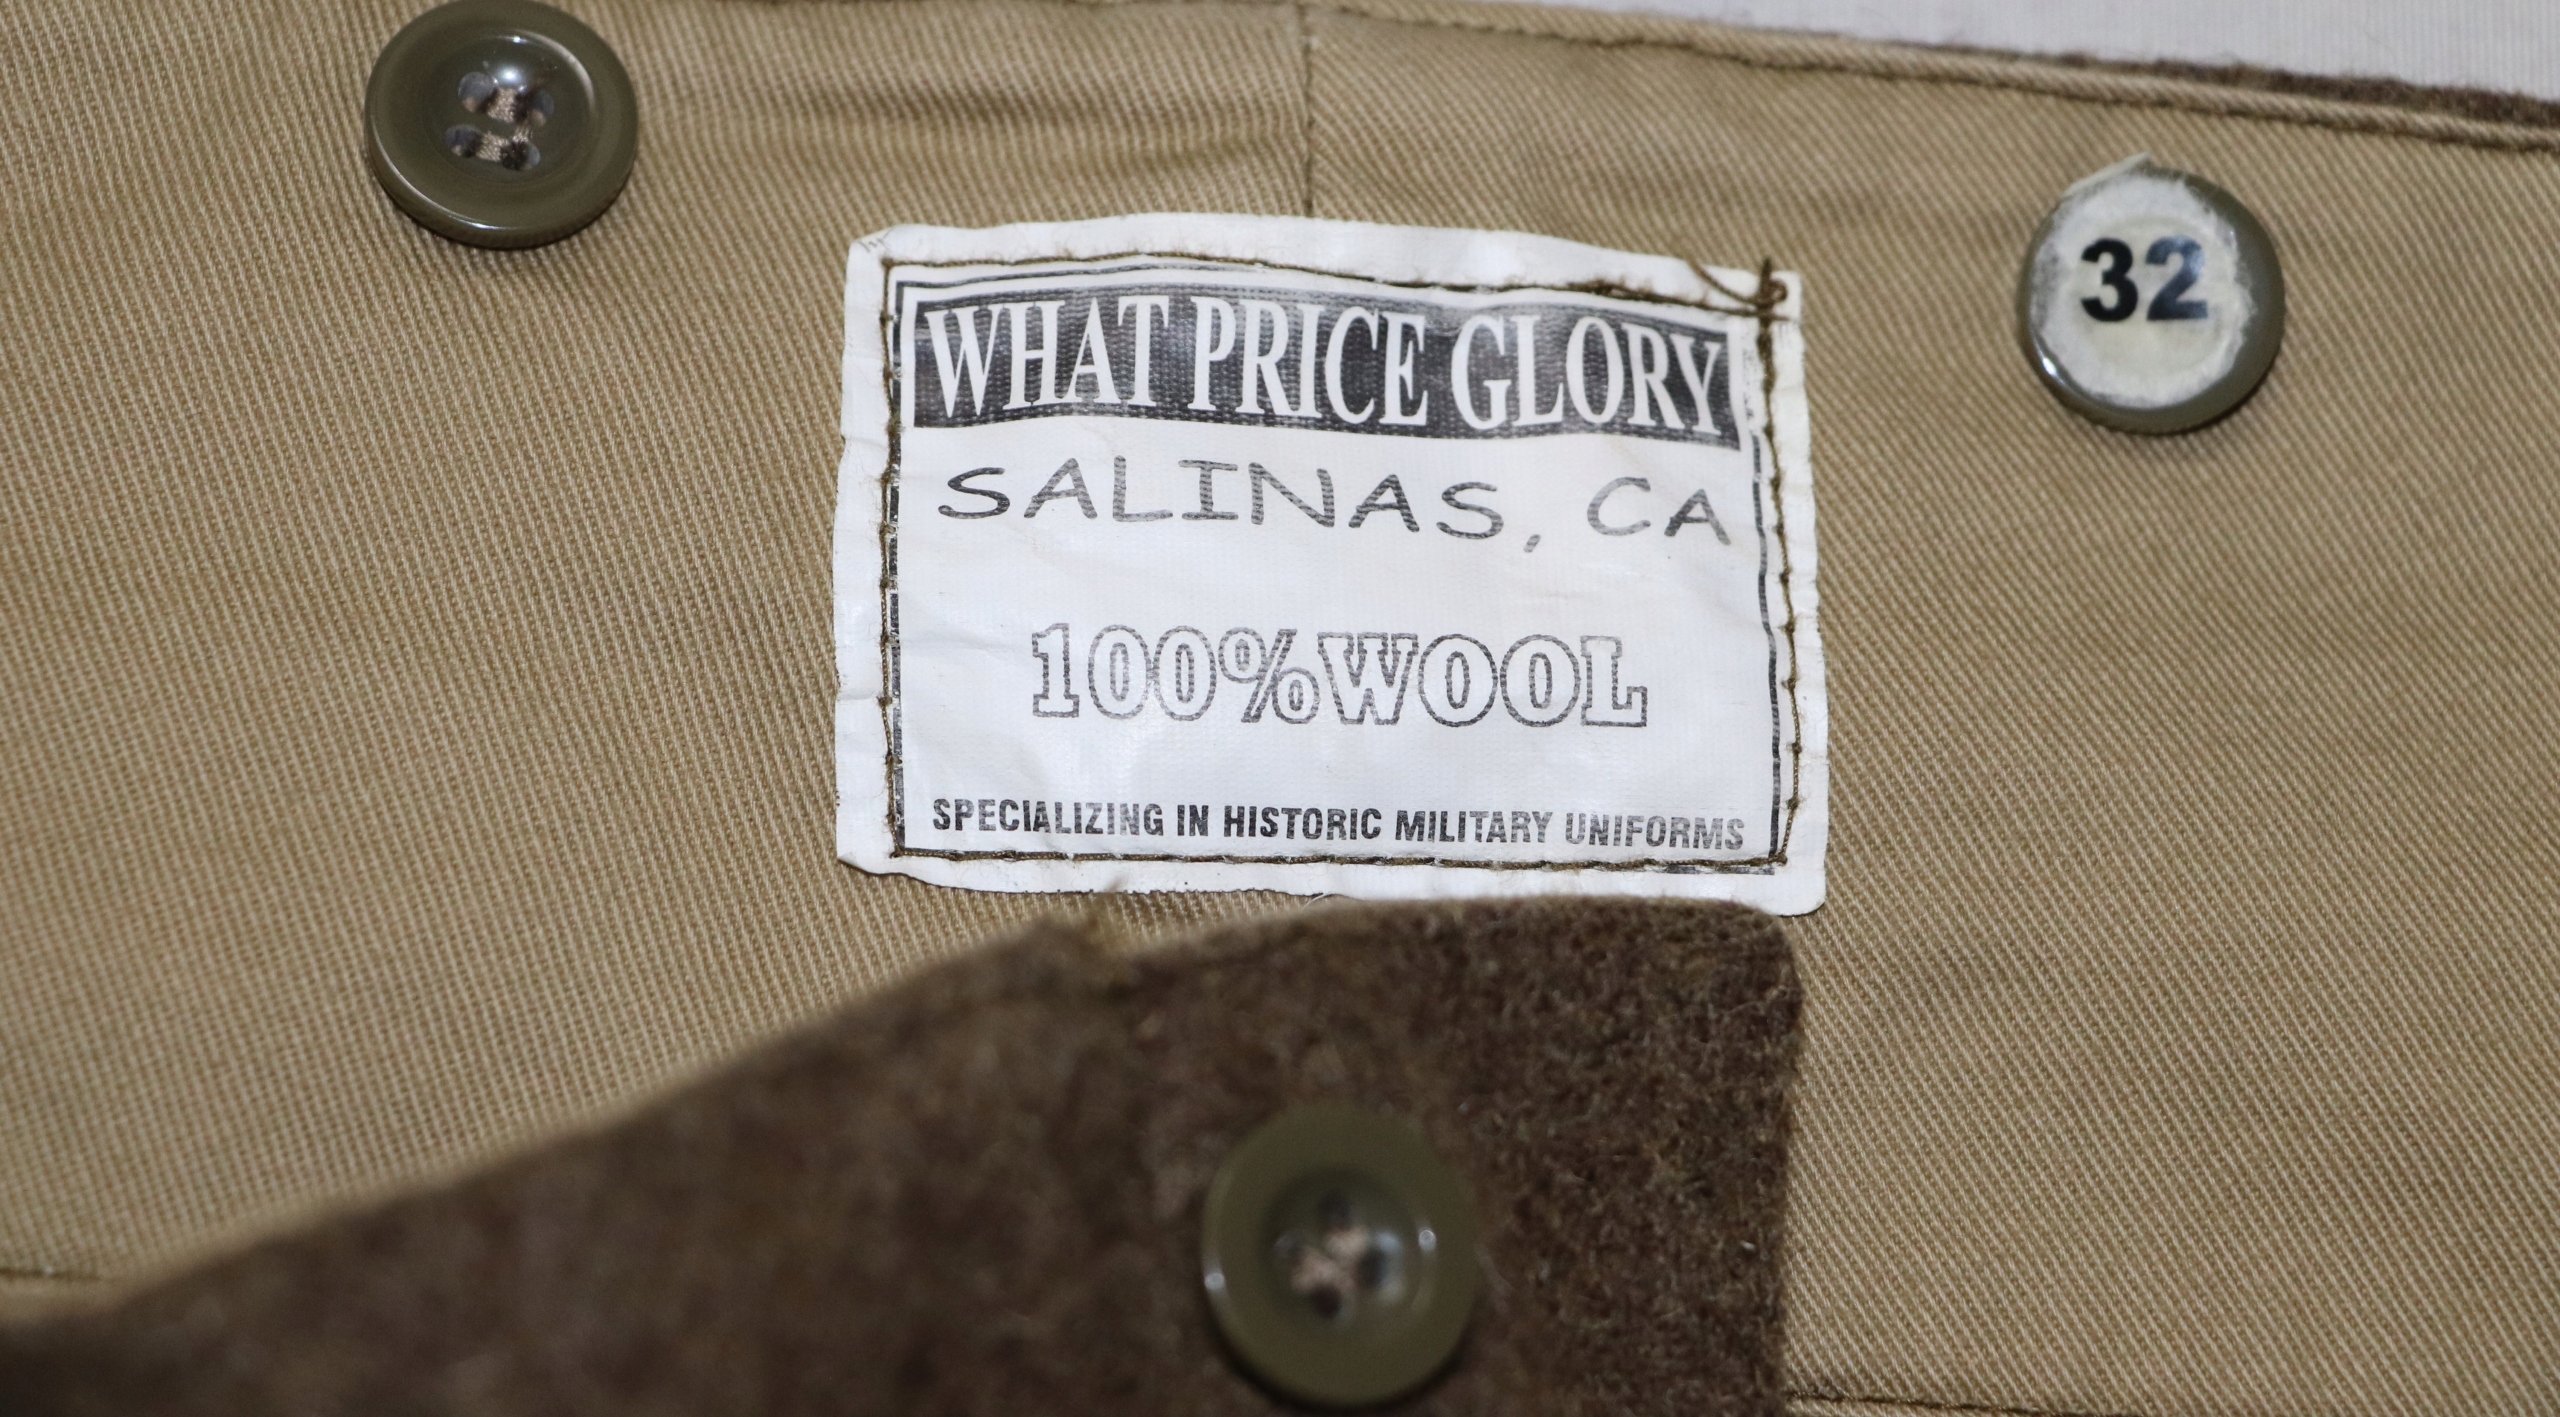 WHAT PRICE GLORY
SALINAS, CA
100%WOOL
SPECIALIZING IN HISTORIC MILITARY UNIFORMS
32